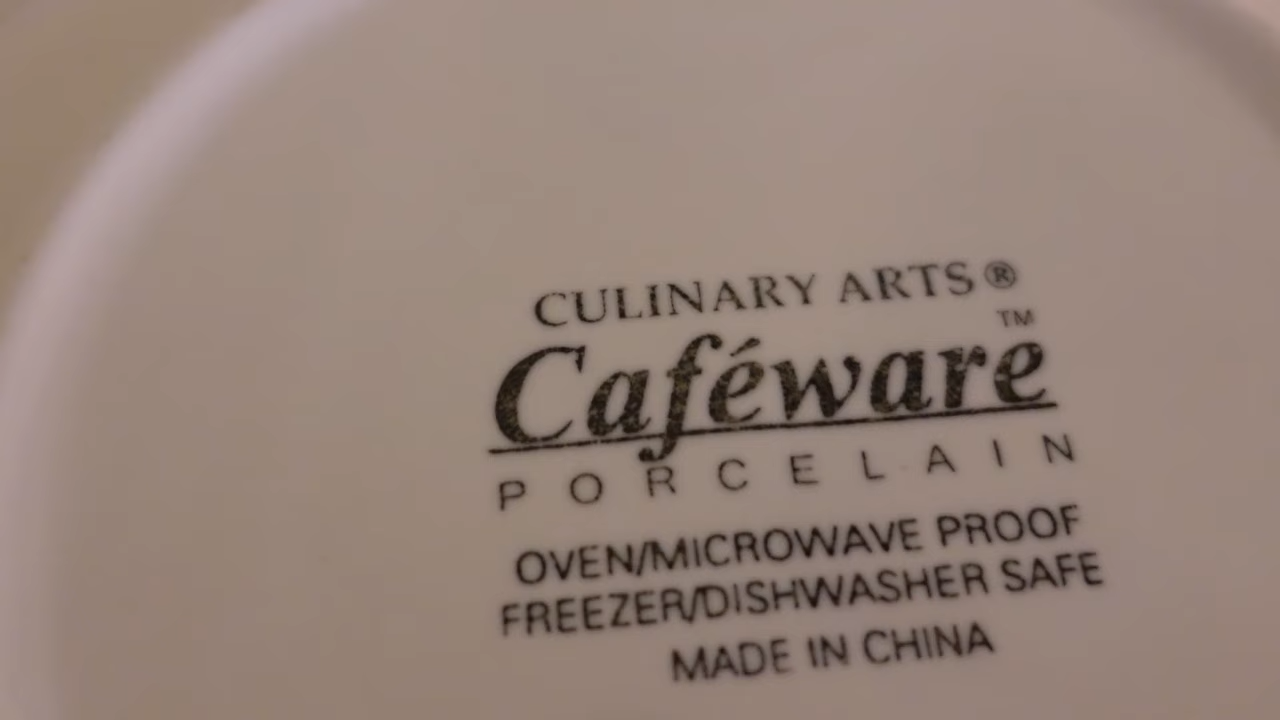 CULINARY ARTS®
Caféware™
PORCELAIN
OVEN/MICROWAVE PROOF
FREEZER/DISHWASHER SAFE
MADE IN CHINA